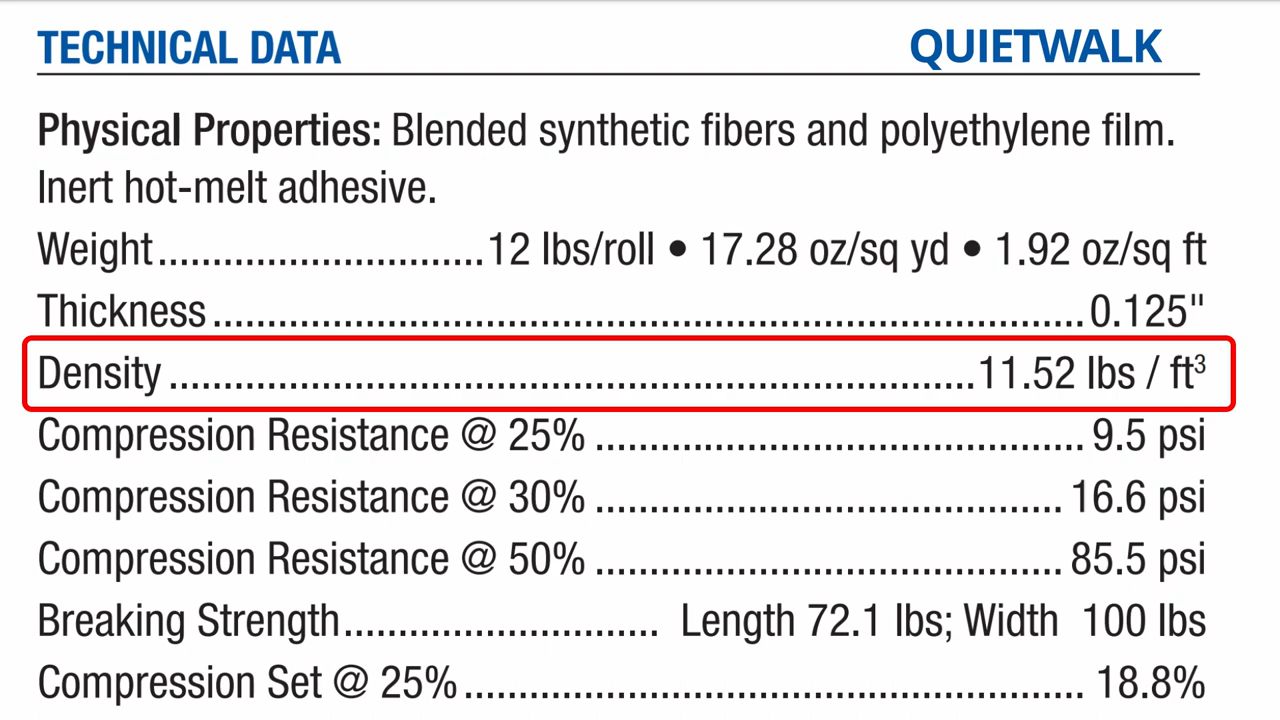 TECHNICAL DATA QUIETWALK
Physical Properties: Blended synthetic fibers and polyethylene film.
Inert hot-melt adhesive.
Weight..............................12 lbs/roll • 17.28 oz/sq yd • 1.92 oz/sq ft
Thickness................................................................................0.125"
Density..........................................................................11.52 lbs / ft³
Compression Resistance @ 25%.............................................9.5 psi
Compression Resistance @ 30%...........................................16.6 psi
Compression Resistance @ 50%...........................................85.5 psi
Breaking Strength............................. Length 72.1 lbs; Width 100 lbs
Compression Set @ 25%.........................................................18.8%